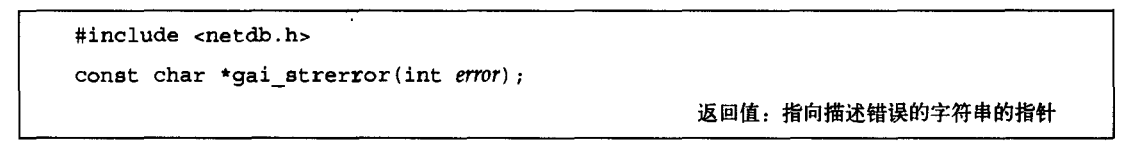 #include <netdb.h>
const char *gai_strerror(int error);
返回值：指向描述错误的字符串的指针